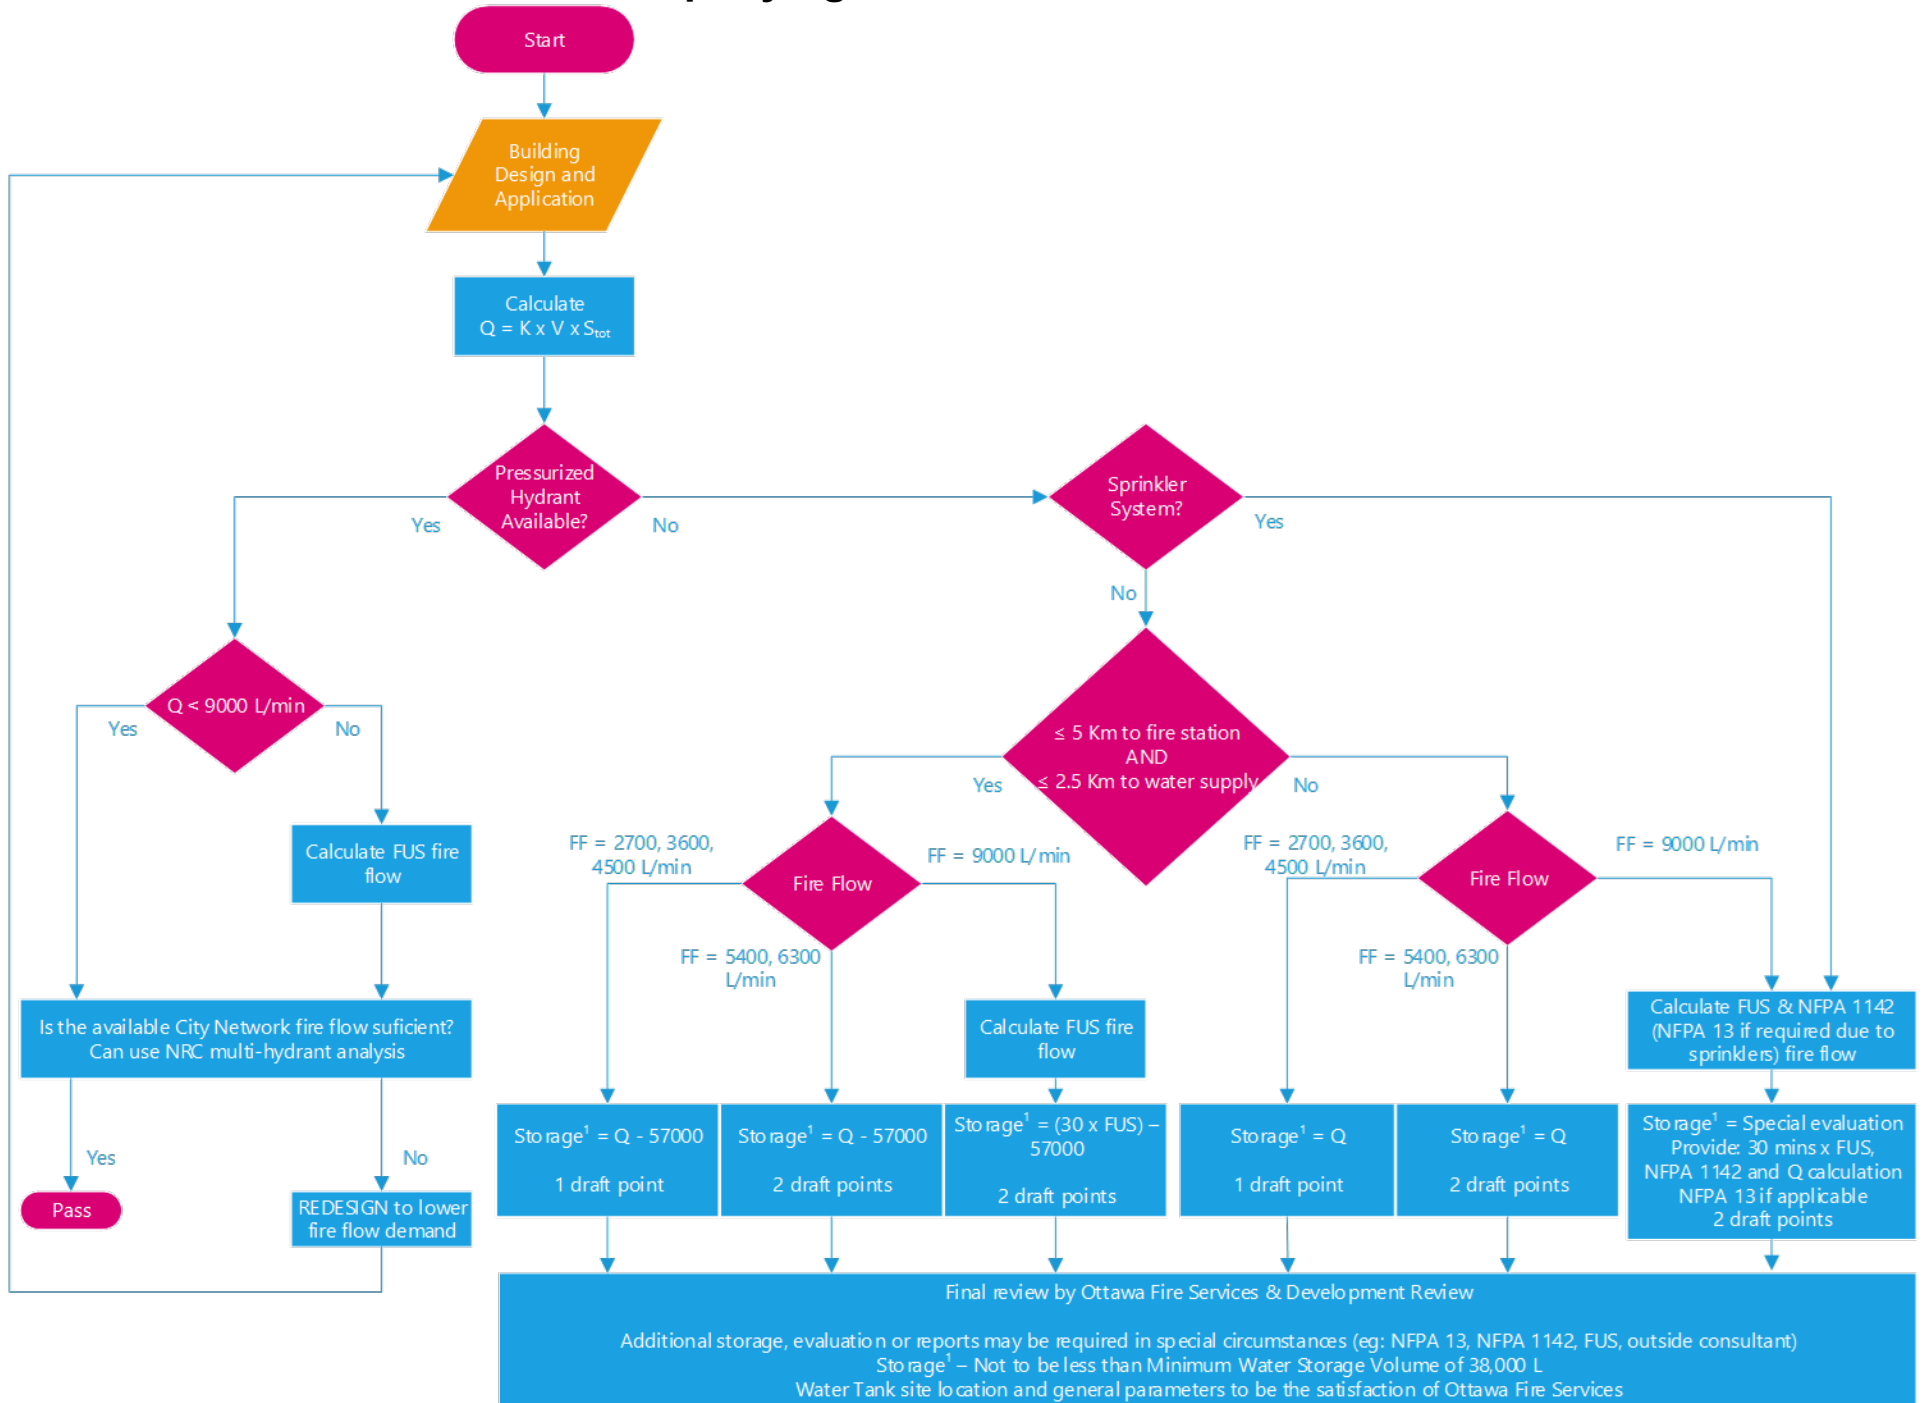 Start
Building
Design and
Application
Calculate
Q = K x V x Stot
Pressurized
Hydrant
Available?
Yes
No
Sprinkler
System?
Yes
No
Q < 9000 L/min
Yes
No
≤ 5 Km to fire station
AND
≤ 2.5 Km to water supply
Yes
No
Calculate FUS fire
flow
FF = 2700, 3600,
4500 L/min
Fire Flow
FF = 9000 L/min
FF = 5400, 6300
L/min
FF = 2700, 3600,
4500 L/min
Fire Flow
FF = 9000 L/min
FF = 5400, 6300
L/min
Is the available City Network fire flow suficient?
Can use NRC multi-hydrant analysis
Calculate FUS fire
flow
Calculate FUS & NFPA 1142
(NFPA 13 if required due to
sprinklers) fire flow
Yes
No
Pass
REDESIGN to lower
fire flow demand
Storage¹ = Q - 57000
1 draft point
Storage¹ = Q - 57000
2 draft points
Storage¹ = (30 x FUS) –
57000
2 draft points
Storage¹ = Q
1 draft point
Storage¹ = Q
2 draft points
Storage¹ = Special evaluation
Provide: 30 mins x FUS,
NFPA 1142 and Q calculation
NFPA 13 if applicable
2 draft points
Final review by Ottawa Fire Services & Development Review
Additional storage, evaluation or reports may be required in special circumstances (eg: NFPA 13, NFPA 1142, FUS, outside consultant)
Storage¹ – Not to be less than Minimum Water Storage Volume of 38,000 L
Water Tank site location and general parameters to be the satisfaction of Ottawa Fire Services